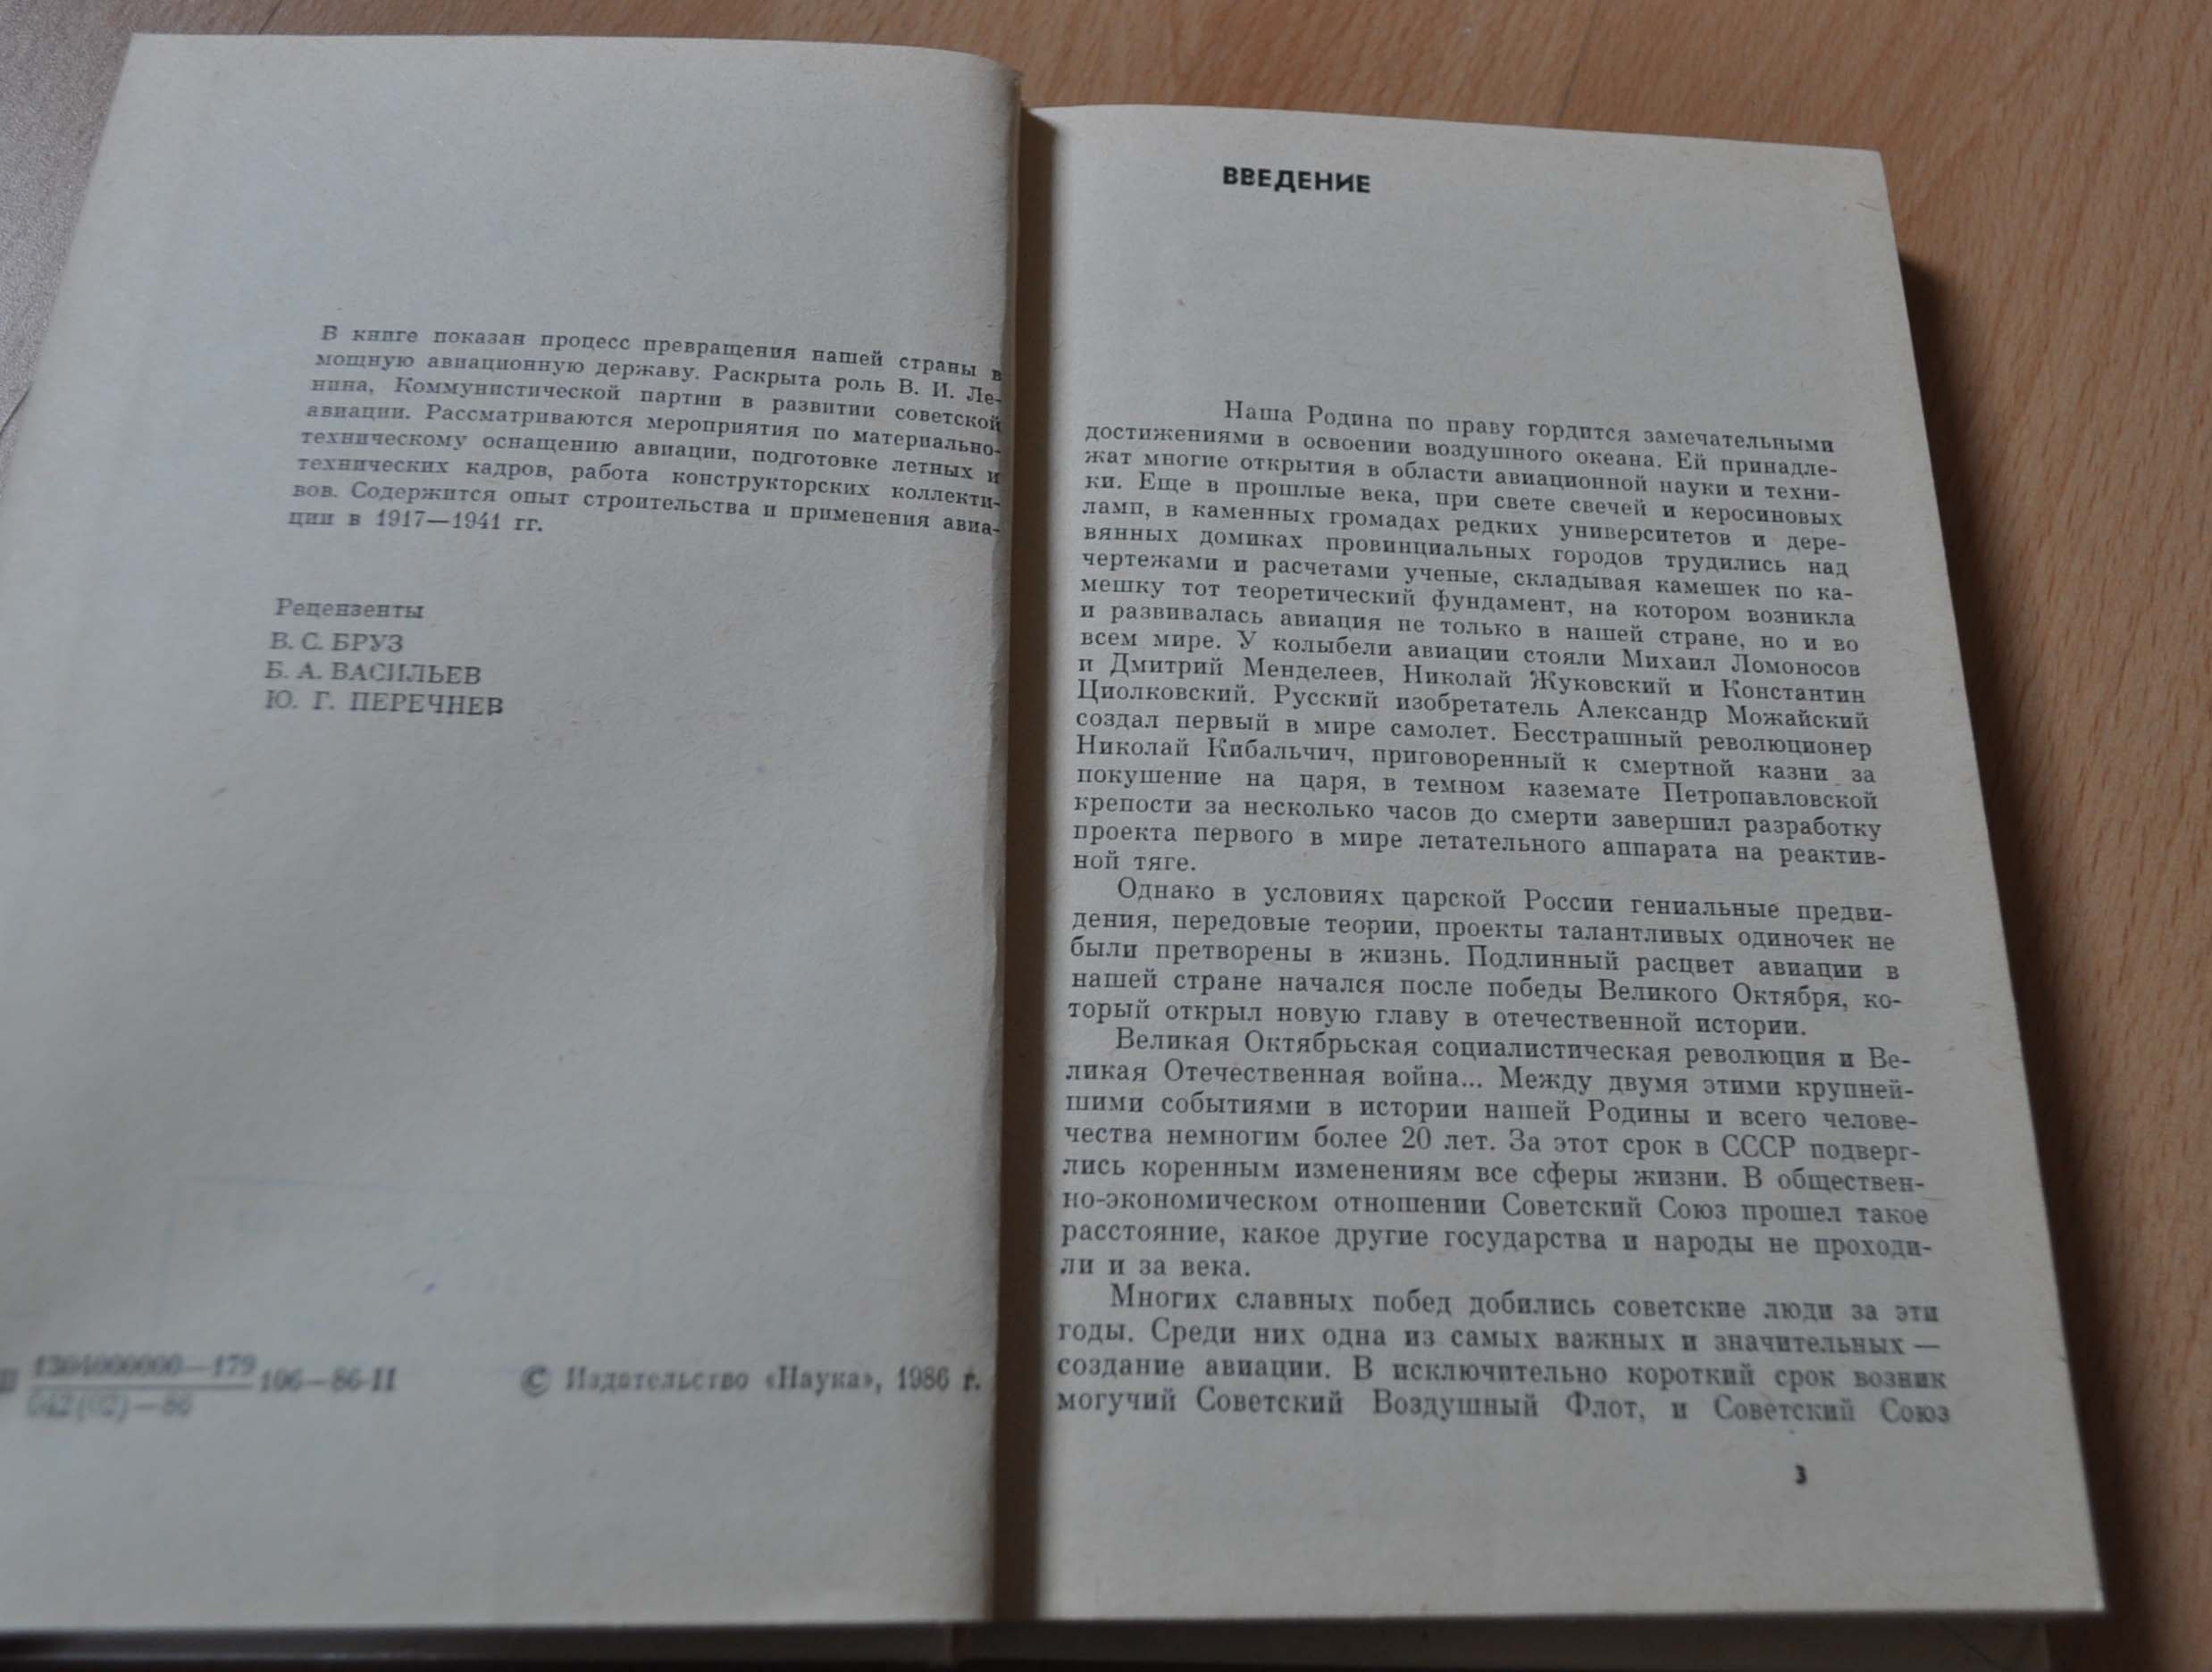 В книге показан процесс превращения нашей страны в
мощную авиационную державу. Раскрыта роль В. И. Ле-
нина, Коммунистической партии в развитии советской
авиации. Рассматриваются мероприятия по материально-
техническому оснащению авиации, подготовке летных и
технических кадров, работа конструкторских коллекти-
вов. Содержится опыт строительства и применения авиа-
ции в 1917—1941 гг.
Рецензенты
В. С. БРУЗ
Б. А. ВАСИЛЬЕВ
Ю. Г. ПЕРЕЧНЕВ
1304000000—179
042(02)—86
106—86-II
© Издательство «Наука», 1986 г.
ВВЕДЕНИЕ
Наша Родина по праву гордится замечательными
достижениями в освоении воздушного океана. Ей принадле-
жат многие открытия в области авиационной науки и техни-
ки. Еще в прошлые века, при свете свечей и керосиновых
ламп, в каменных громадах редких университетов и дере-
вянных домиках провинциальных городов трудились над
чертежами и расчетами ученые, складывая камешек по ка-
мешку тот теоретический фундамент, на котором возникла
и развивалась авиация не только в нашей стране, но и во
всем мире. У колыбели авиации стояли Михаил Ломоносов
и Дмитрий Менделеев, Николай Жуковский и Константин
Циолковский. Русский изобретатель Александр Можайский
создал первый в мире самолет. Бесстрашный революционер
Николай Кибальчич, приговоренный к смертной казни за
покушение на царя, в темном каземате Петропавловской
крепости за несколько часов до смерти завершил разработку
проекта первого в мире летательного аппарата на реактив-
ной тяге.
Однако в условиях царской России гениальные предви-
дения, передовые теории, проекты талантливых одиночек не
были претворены в жизнь. Подлинный расцвет авиации в
нашей стране начался после победы Великого Октября, ко-
торый открыл новую главу в отечественной истории.
Великая Октябрьская социалистическая революция и Ве-
ликая Отечественная война... Между двумя этими крупней-
шими событиями в истории нашей Родины и всего челове-
чества немногим более 20 лет. За этот срок в СССР подверг-
лись коренным изменениям все сферы жизни. В обществен-
но-экономическом отношении Советский Союз прошел такое
расстояние, какое другие государства и народы не проходи-
ли и за века.
Многих славных побед добились советские люди за эти
годы. Среди них одна из самых важных и значительных —
создание авиации. В исключительно короткий срок возник
могучий Советский Воздушный Флот, и Советский Союз
3